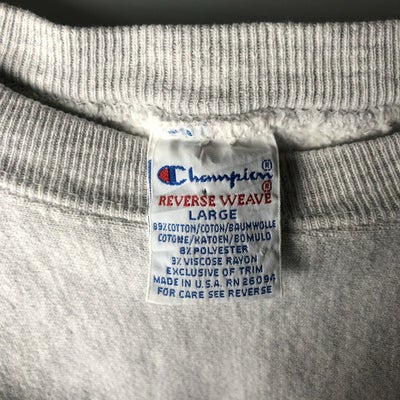 Champion®
REVERSE WEAVE®
LARGE
89% COTTON/COTON/BAUMWOLLE
COTONE/KATOEN/BOMULD
8% POLYESTER
3% VISCOSE RAYON
EXCLUSIVE OF TRIM
MADE IN U.S.A. RN 26094
FOR CARE SEE REVERSE